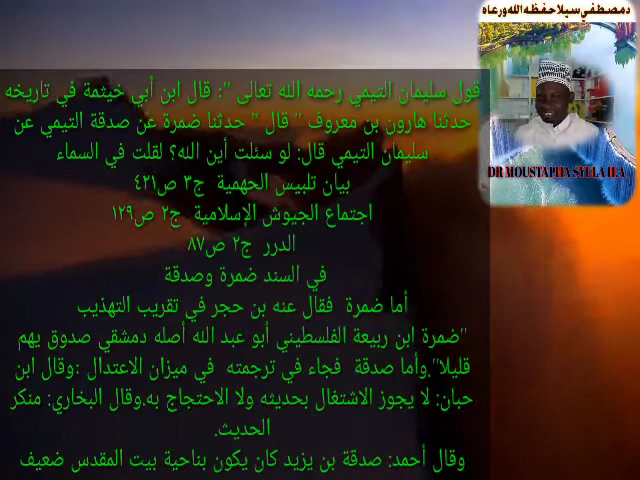 د مصطفي سيلا حفظه الله ورعاه
DR MOUSTAPHA SYLLA H.A
قول سليمان التيمي رحمه الله تعالى ": قال ابن أبي خيثمة في تاريخه
حدثنا هارون بن معروف " قال " حدثنا ضمرة عن صدقة التيمي عن
سليمان التيمي قال: لو سئلت أين الله؟ لقلت في السماء
بيان تلبيس الجهمية ج٣ ص٤٢١
اجتماع الجيوش الإسلامية ج٢ ص١٢٩
الدرر ج٢ ص٨٧
في السند ضمرة وصدقة
أما ضمرة فقال عنه بن حجر في تقريب التهذيب
"ضمرة ابن ربيعة الفلسطيني أبو عبد الله أصله دمشقي صدوق يهم
قليلا".وأما صدقة فجاء في ترجمته في ميزان الاعتدال :وقال ابن
حبان: لا يجوز الاشتغال بحديثه ولا الاحتجاج به.وقال البخاري: منكر
الحديث.
وقال أحمد: صدقة بن يزيد كان يكون بناحية بيت المقدس ضعيف